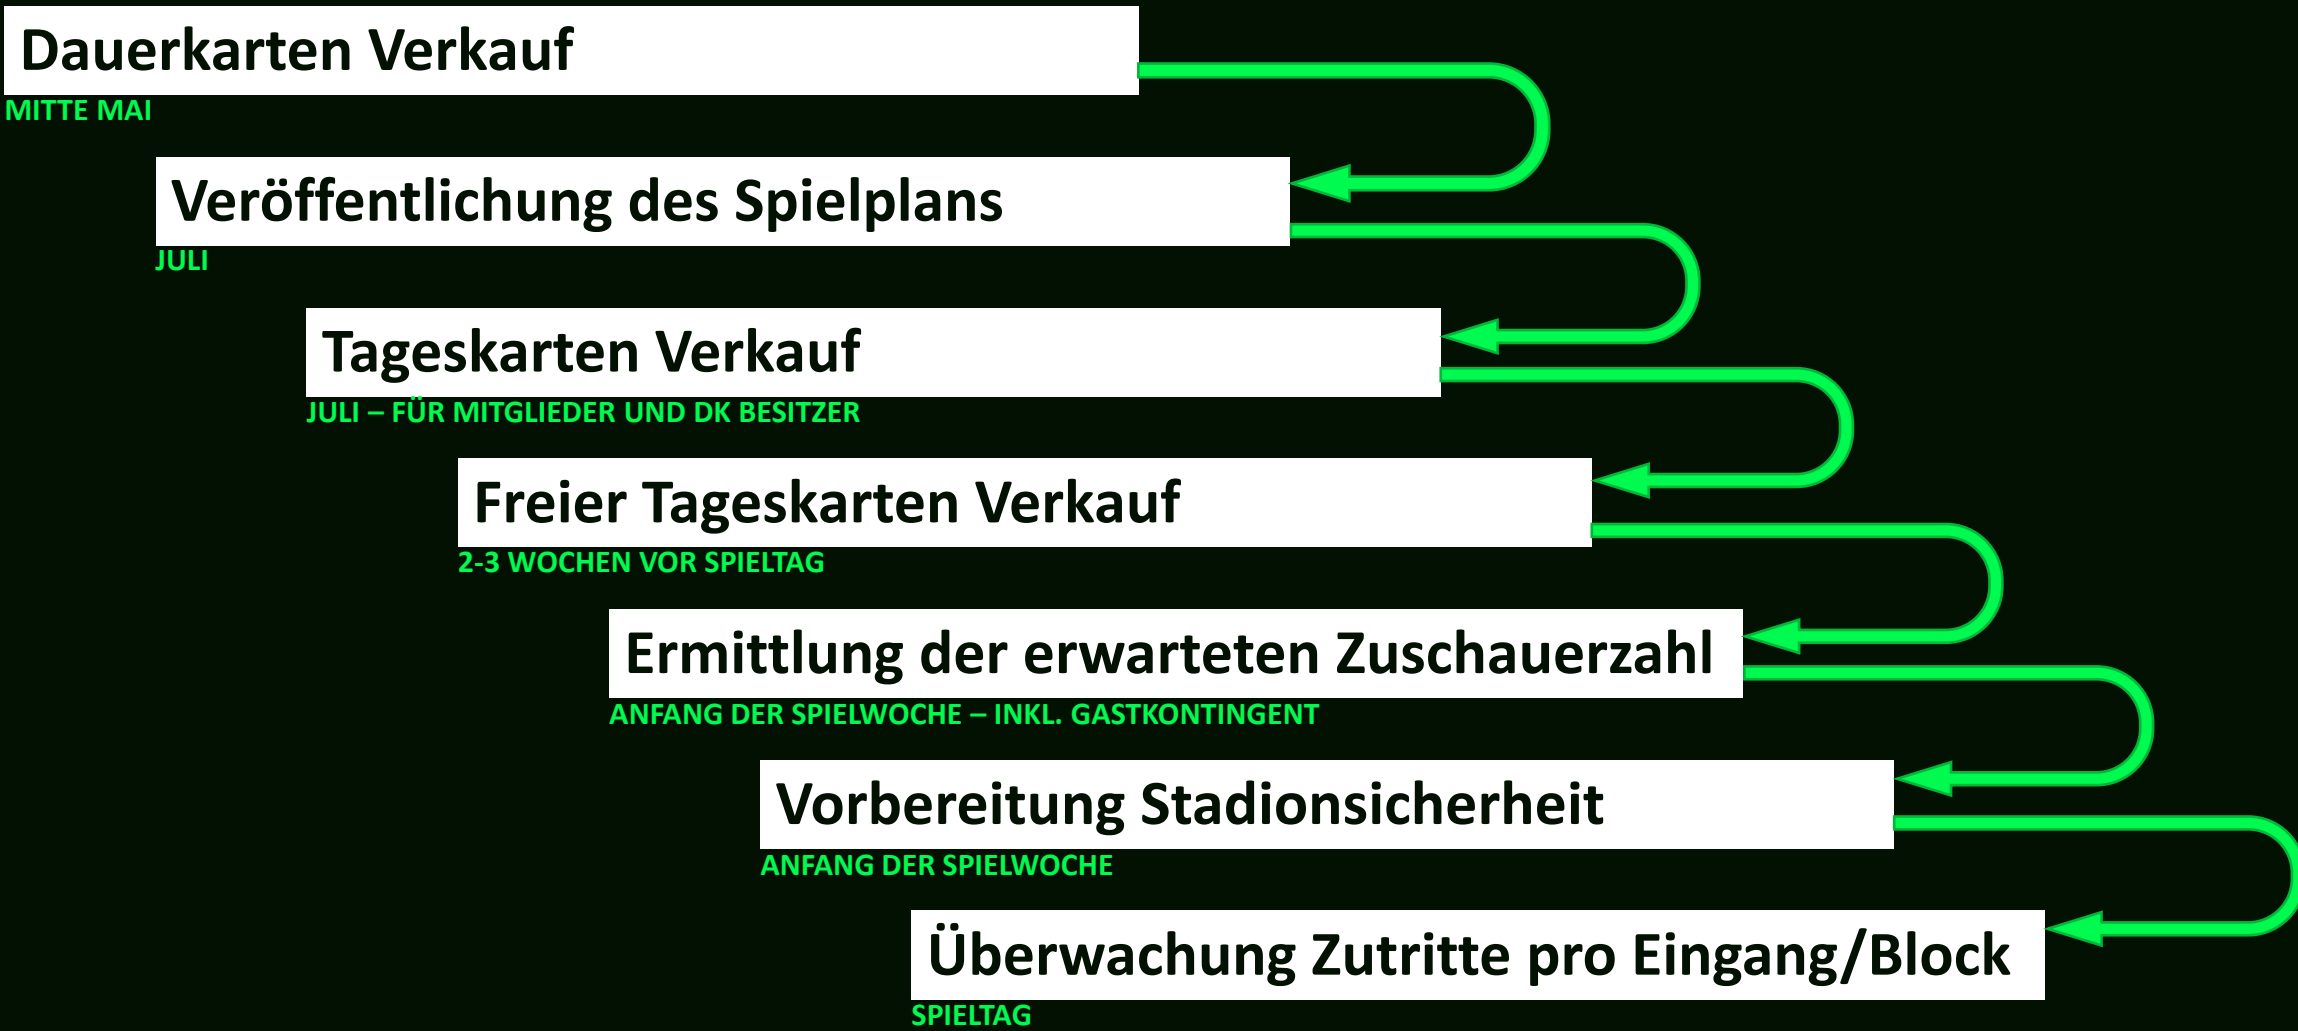 Dauerkarten Verkauf
MITTE MAI
Veröffentlichung des Spielplans
JULI
Tageskarten Verkauf
JULI – FÜR MITGLIEDER UND DK BESITZER
Freier Tageskarten Verkauf
2-3 WOCHEN VOR SPIELTAG
Ermittlung der erwarteten Zuschauerzahl
ANFANG DER SPIELWOCHE – INKL. GASTKONTINGENT
Vorbereitung Stadionsicherheit
ANFANG DER SPIELWOCHE
Überwachung Zutritte pro Eingang/Block
SPIELTAG